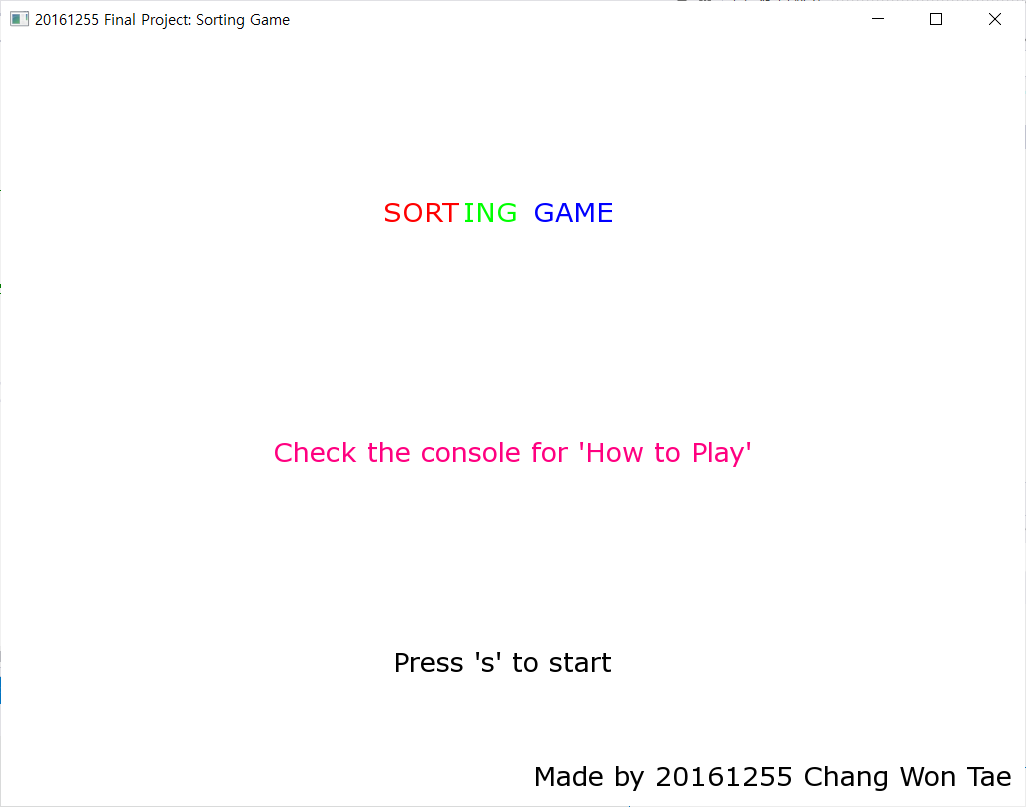 20161255 Final Project: Sorting Game
SORTING GAME
Check the console for 'How to Play'
Press 's' to start
Made by 20161255 Chang Won Tae